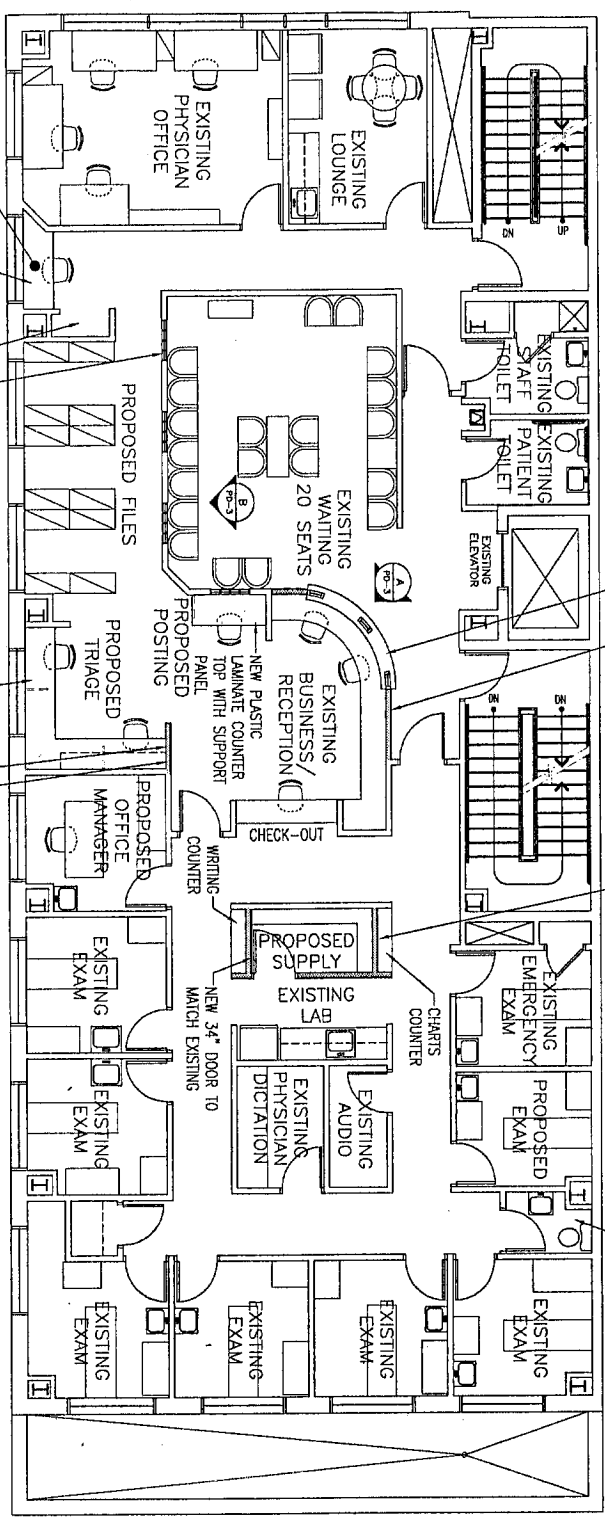 EXISTING
PHYSICIAN
OFFICE
EXISTING
LOUNGE
DN
UP
EXISTING
STAFF
TOILET
EXISTING
PATIENT
TOILET
EXISTING
ELEVATOR
PROPOSED FILES
EXISTING
WAITING
20 SEATS
B
PD-3
A
PD-3
PROPOSED
POSTING
PROPOSED
TRIAGE
NEW PLASTIC
LAMINATE COUNTER
TOP WITH SUPPORT
PANEL
EXISTING
BUSINESS/
RECEPTION
CHECK-OUT
DN
DN
PROPOSED
OFFICE
MANAGER
WRITING
COUNTER
PROPOSED
SUPPLY
NEW 34" DOOR TO
MATCH EXISTING
CHARTS
COUNTER
EXISTING
LAB
EXISTING
EMERGENCY
EXAM
PROPOSED
EXAM
EXISTING
PHYSICIAN
DICTATION
EXISTING
AUDIO
EXISTING
EXAM
EXISTING
EXAM
EXISTING
EXAM
EXISTING
EXAM
EXISTING
EXAM
EXISTING
EXAM